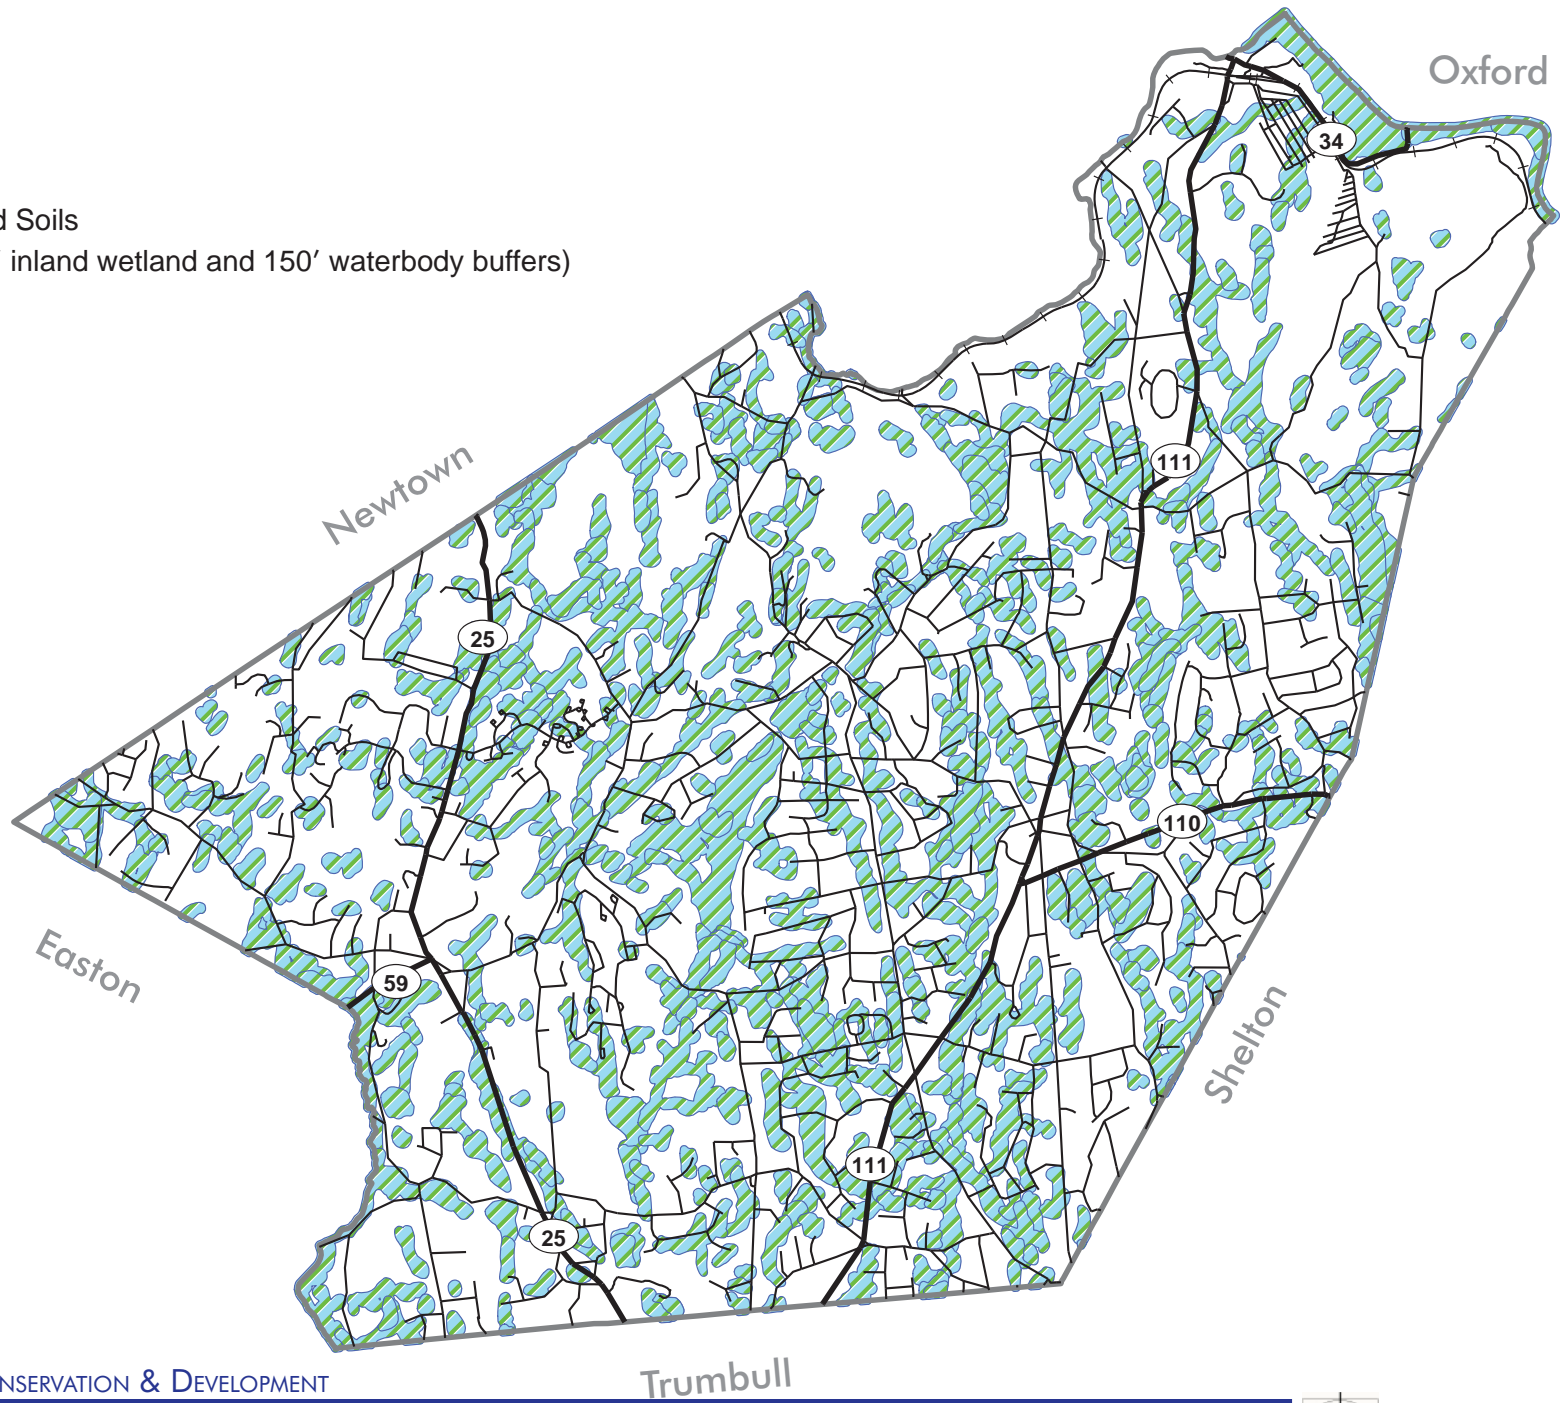 Oxford
34
d Soils
′ inland wetland and 150′ waterbody buffers)
111
Newtown
25
110
Easton
59
Shelton
111
25
Trumbull
NSERVATION & DEVELOPMENT